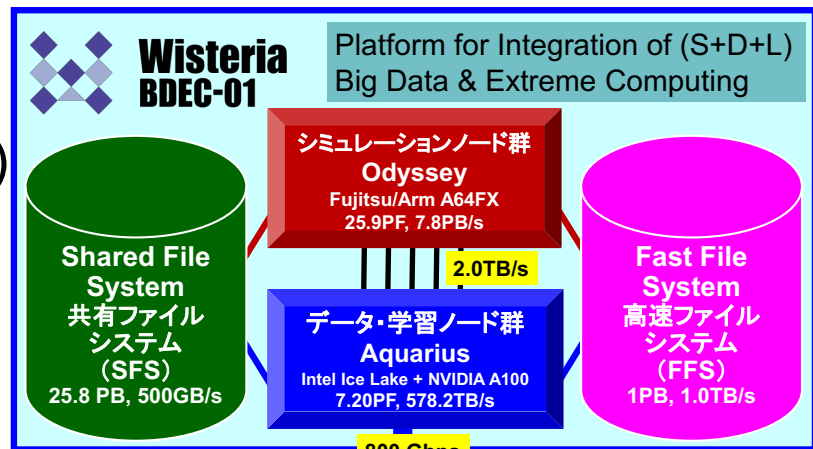 Wisteria
BDEC-01
Platform for Integration of (S+D+L)
Big Data & Extreme Computing
シミュレーションノード群
Odyssey
Fujitsu/Arm A64FX
25.9PF, 7.8PB/s
2.0TB/s
Shared File
System
共有ファイル
システム
(SFS)
25.8 PB, 500GB/s
データ・学習ノード群
Aquarius
Intel Ice Lake + NVIDIA A100
7.20PF, 578.2TB/s
Fast File
System
高速ファイル
システム
(FFS)
1PB, 1.0TB/s
800 Gbps
)